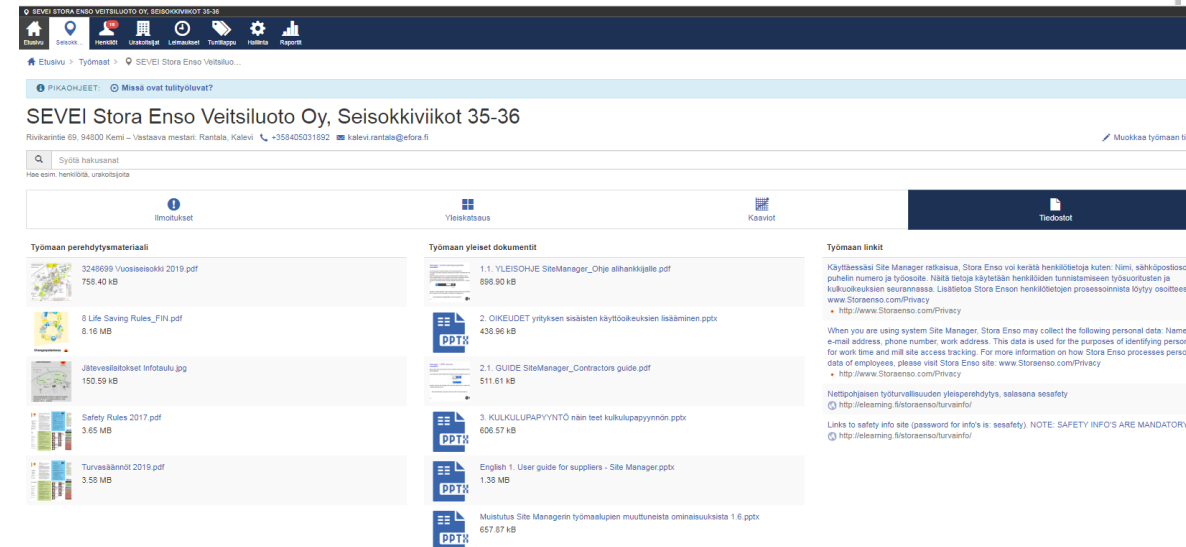 SEVEI STORA ENSO VEITSILUOTO OY, SEISOKKIVIIKOT 35-36
Etusivu Seisokk... Henkilöt Urakoitsijat Leimaukset Tuntilappu Hallinta Raportit
Etusivu > Työmaat > SEVEI Stora Enso Veitsiluo...
PIKAOHJEET: Missä ovat tulityöluvat?
SEVEI Stora Enso Veitsiluoto Oy, Seisokkiviikot 35-36
Rivikarintie 69, 94800 Kemi – Vastaava mestari: Rantala, Kalevi +358405031892 kalevi.rantala@efora.fi
Muokkaa työmaan ti
Syötä hakusanat
Hae esim. henkilöitä, urakoitsijoita
Ilmoitukset Yleiskatsaus Kaaviot Tiedostot
Työmaan perehdytysmateriaali
3248699 Vuosiseisokki 2019.pdf
758.40 kB
8 Life Saving Rules_FIN.pdf
8.16 MB
Jätevesilaitokset Infotaulu.jpg
150.59 kB
Safety Rules 2017.pdf
3.65 MB
Turvasäännöt 2019.pdf
3.58 MB
Työmaan yleiset dokumentit
1.1. YLEISOHJE SiteManager_Ohje alihankkijalle.pdf
898.90 kB
PPTX
2. OIKEUDET yrityksen sisäisten käyttöoikeuksien lisääminen.pptx
438.96 kB
2.1. GUIDE SiteManager_Contractors guide.pdf
511.61 kB
PPTX
3. KULKULUPAPYYNTÖ näin teet kulkulupapyynnön.pptx
606.57 kB
PPTX
English 1. User guide for suppliers - Site Manager.pptx
1.38 MB
PPTX
Muistutus Site Managerin työmaalupien muuttuneista ominaisuuksista 1.6.pptx
657.87 kB
Työmaan linkit
Käyttäessäsi Site Manager ratkaisua, Stora Enso voi kerätä henkilötietoja kuten: Nimi, sähköpostiosc
puhelin numero ja työosoite. Näitä tietoja käytetään henkilöiden tunnistamiseen työsuoritusten ja
kulkuoikeuksien seurannassa. Lisätietoa Stora Enson henkilötietojen prosessoinnista löytyy osoittees
www.Storaenso.com/Privacy
http://www.Storaenso.com/Privacy
When you are using system Site Manager, Stora Enso may collect the following personal data: Name
e-mail address, phone number, work address. This data is used for the purposes of identifying persor
for work time and mill site access tracking. For more information on how Stora Enso processes perso
data of employees, please visit Stora Enso site: www.Storaenso.com/Privacy
http://www.Storaenso.com/Privacy
Nettipohjaisen työturvallisuuden yleisperehdytys, salasana sesafety
http://elearning.fi/storaenso/turvainfo/
Links to safety info site (password for info's is: sesafety). NOTE: SAFETY INFO'S ARE MANDATORY
http://elearning.fi/storaenso/turvainfo/